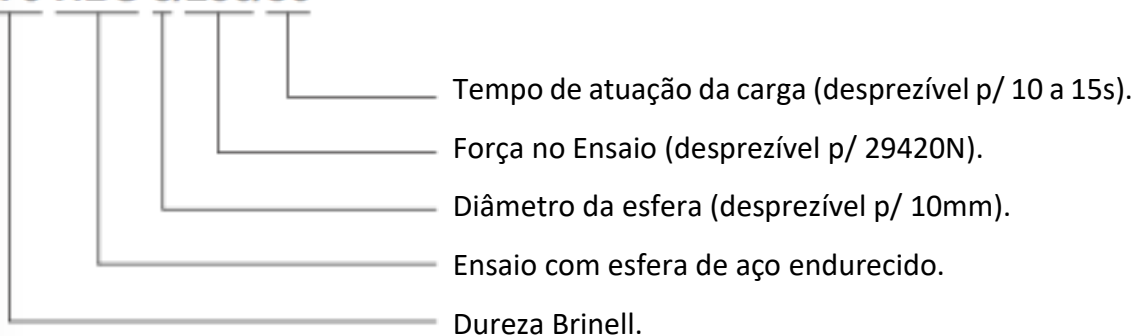 Tempo de atuação da carga (desprezível p/ 10 a 15s).
Força no Ensaio (desprezível p/ 29420N).
Diâmetro da esfera (desprezível p/ 10mm).
Ensaio com esfera de aço endurecido.
Dureza Brinell.